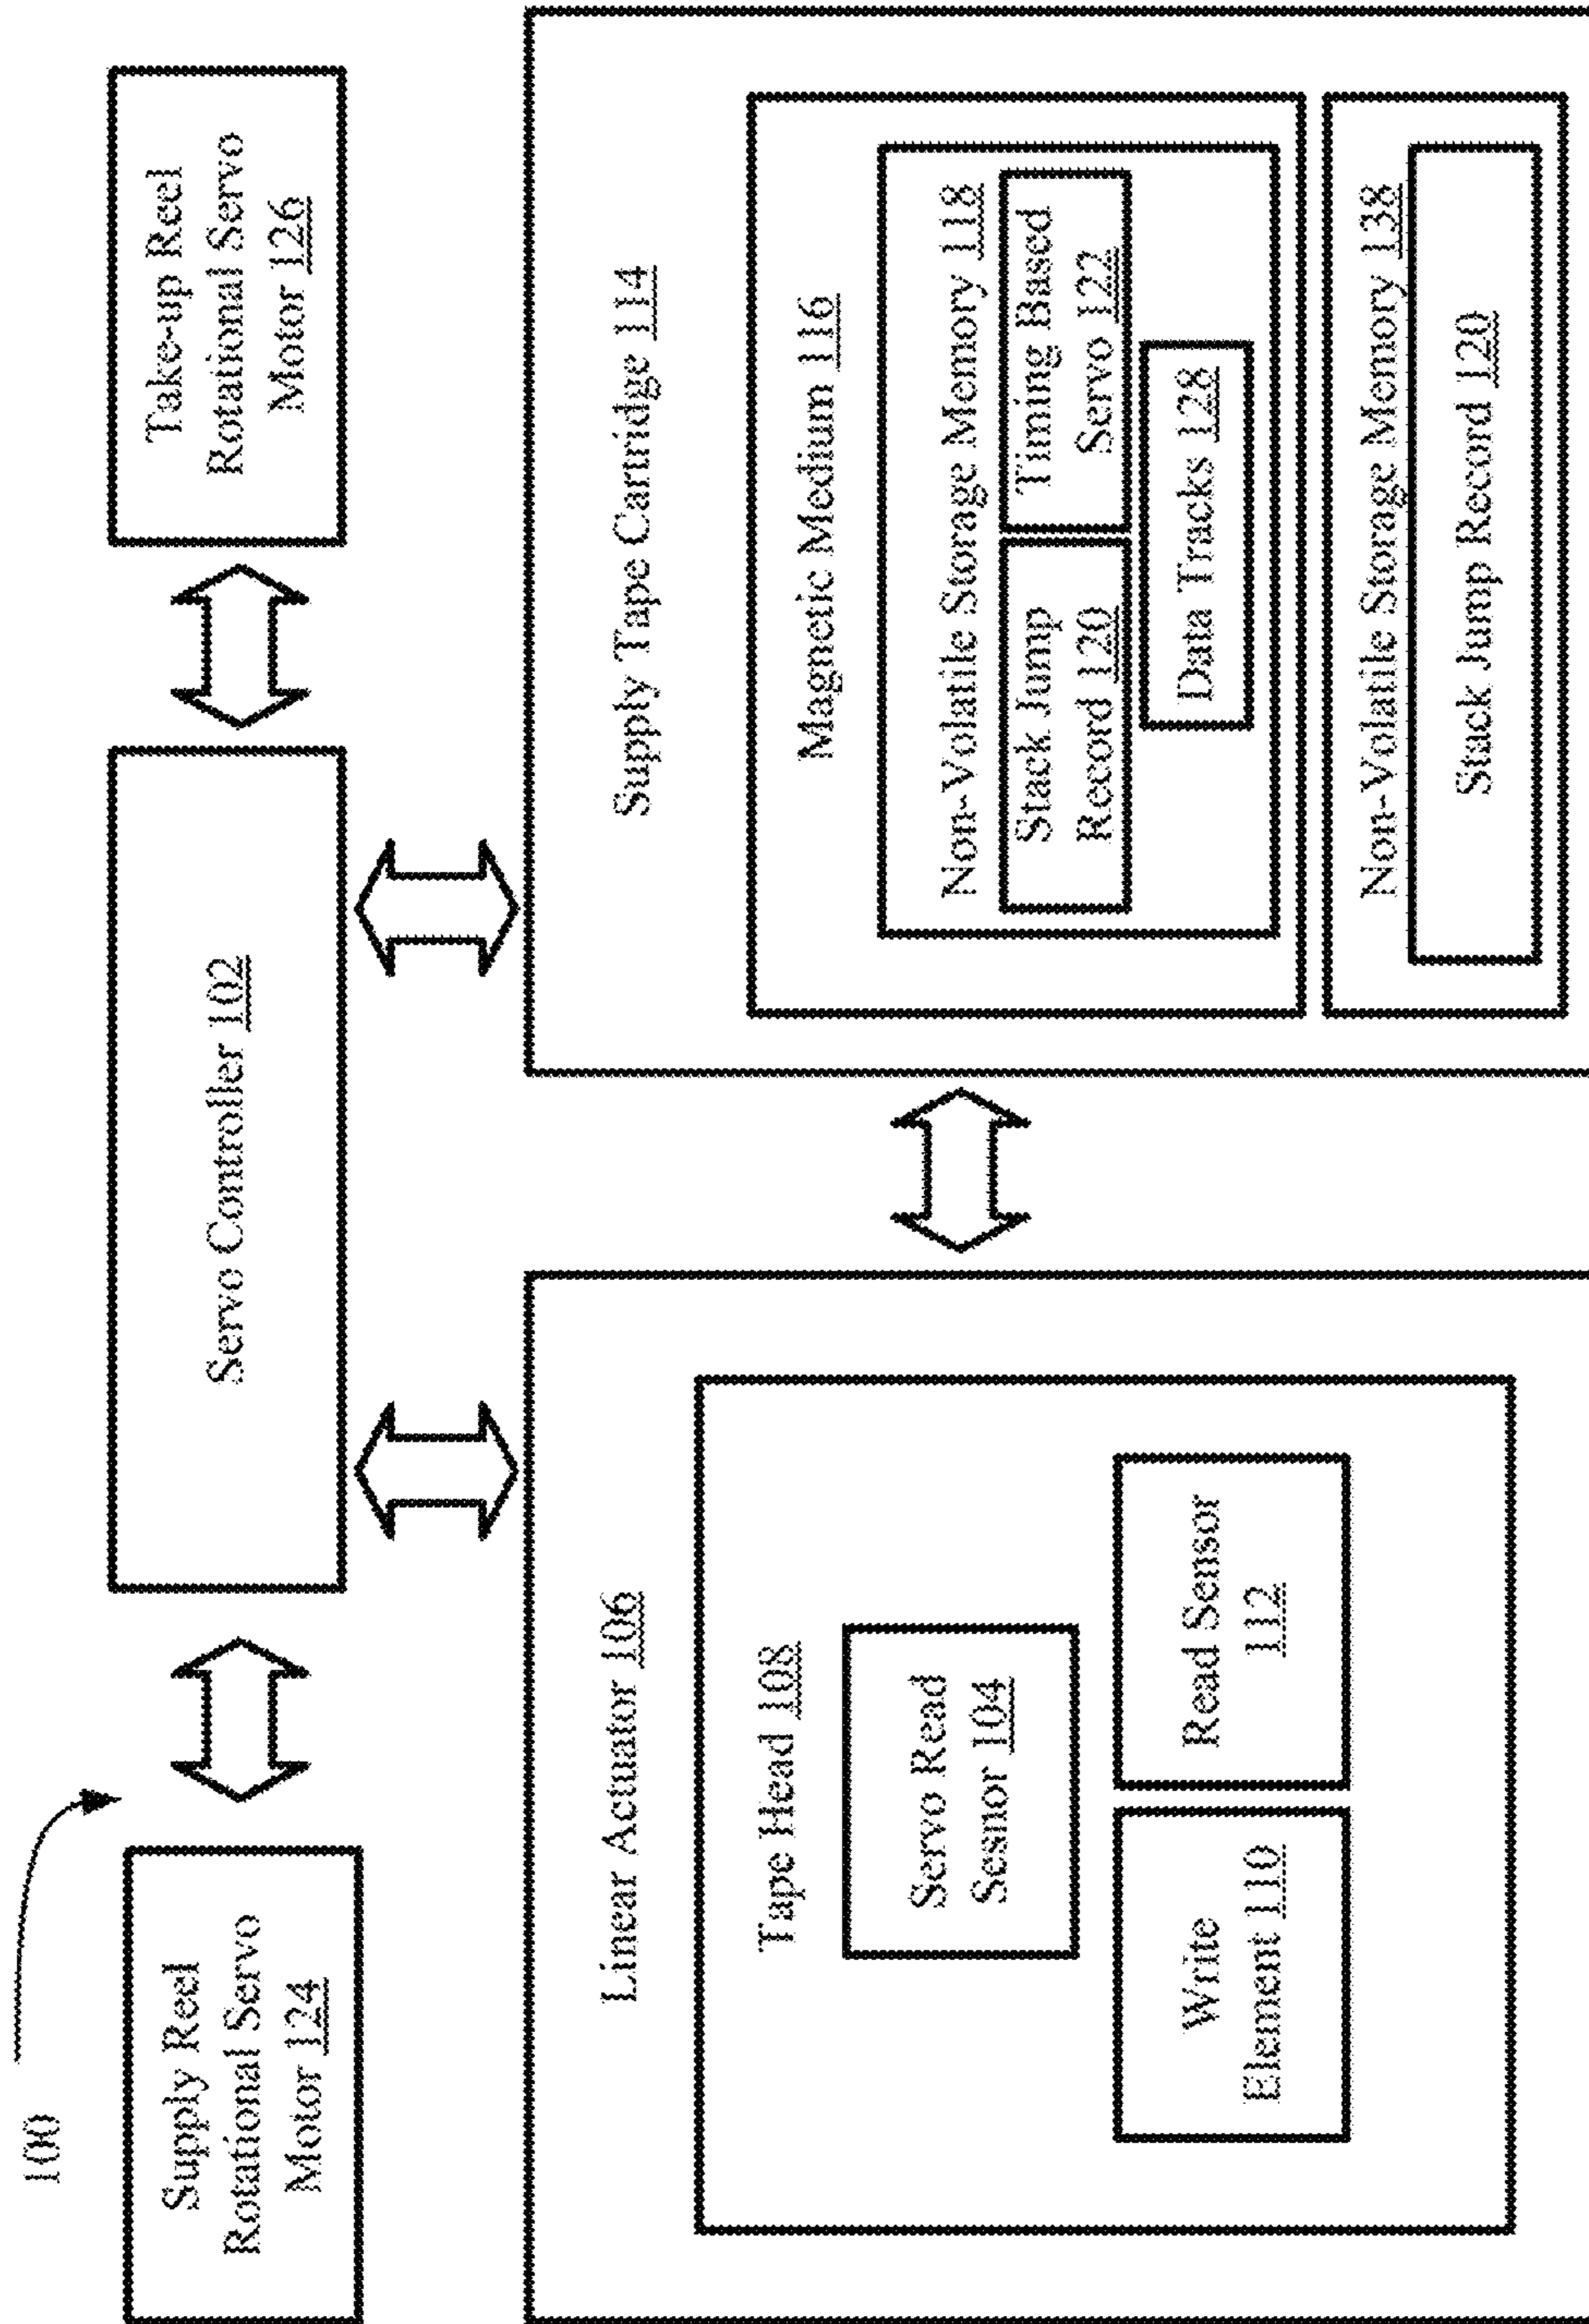 100
Supply Reel
Rotational Servo
Motor 124
Servo Controller 102
Take-up Reel
Rotational Servo
Motor 126
Linear Actuator 106
Tape Head 108
Servo Read
Sesnor 104
Write
Element 110
Read Sensor
112
Supply Tape Cartridge 114
Magnetic Medium 116
Non-Volatile Storage Memory 118
Stack Jump
Record 120
Timing Based
Servo 122
Data Tracks 128
Non-Volatile Storage Memory 138
Stack Jump Record 120